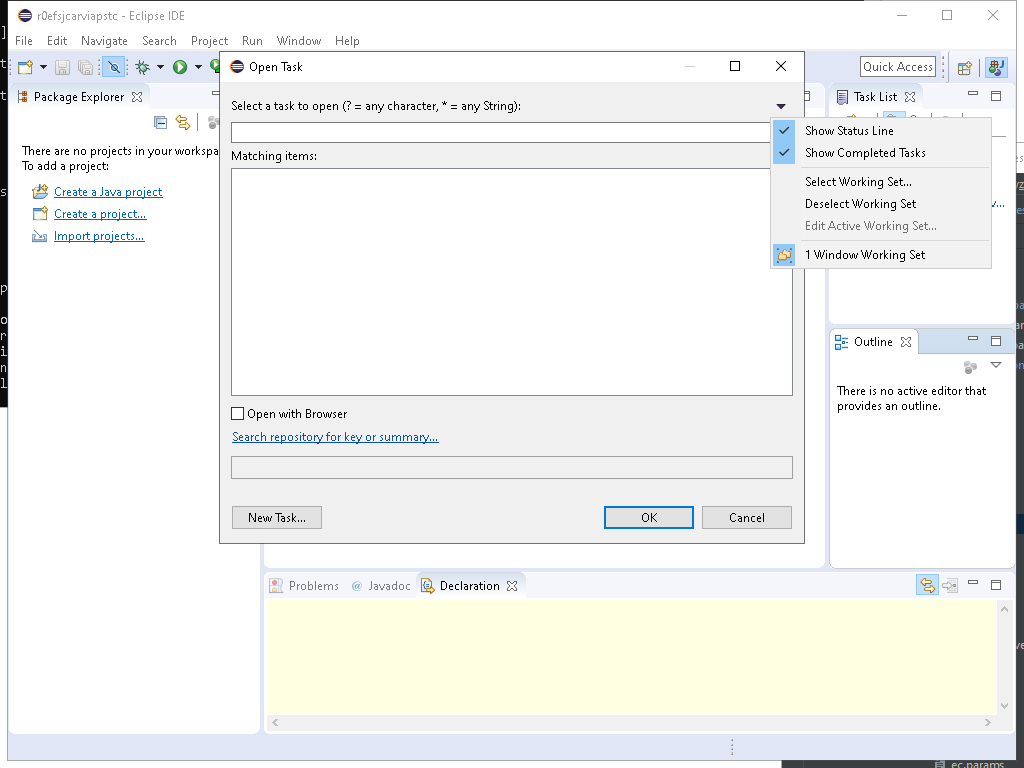 r0efsjcarviapstc - Eclipse IDE
File Edit Navigate Search Project Run Window Help
Quick Access
Package Explorer
There are no projects in your workspa
To add a project:
Create a Java project
Create a project...
Import projects...
Open Task
Select a task to open (? = any character, * = any String):
Matching items:
Open with Browser
Search repository for key or summary...
New Task...
OK
Cancel
Task List
Show Status Line
Show Completed Tasks
Select Working Set...
Deselect Working Set
Edit Active Working Set...
1 Window Working Set
Outline
There is no active editor that
provides an outline.
Problems
@ Javadoc
Declaration
ec.params